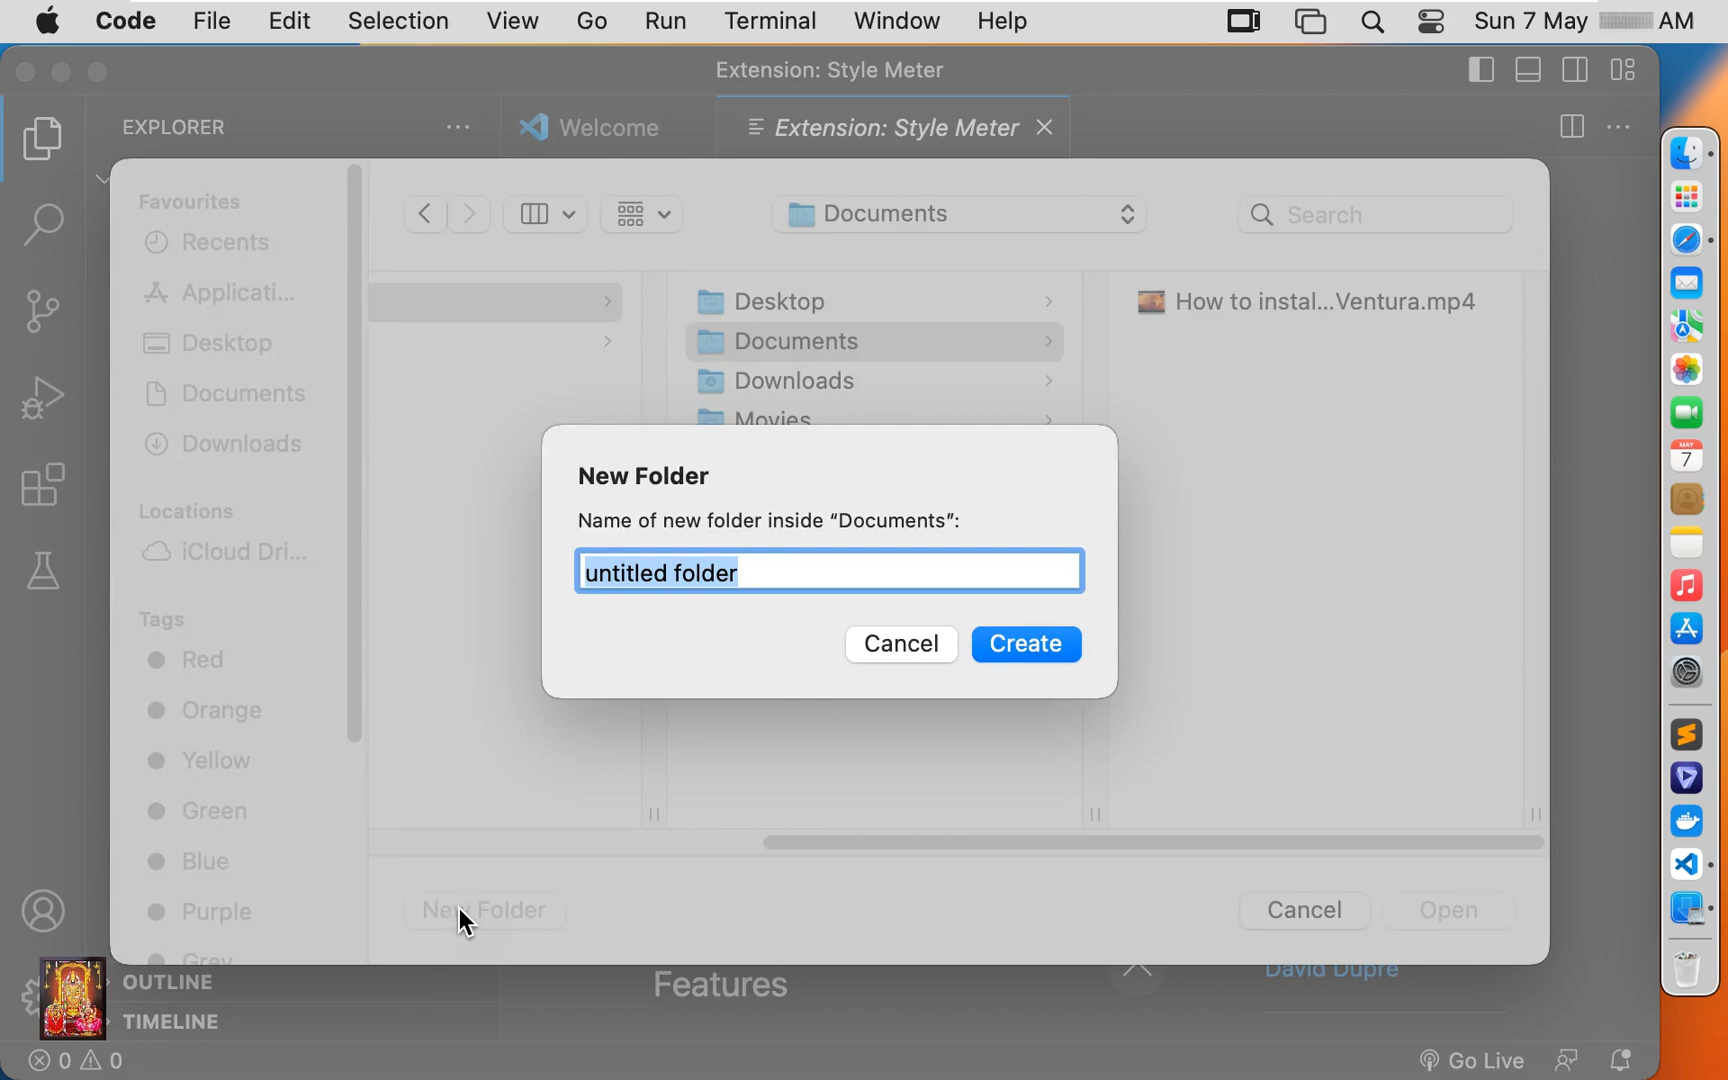 Code File Edit Selection View Go Run Terminal Window Help Sun 7 May AM
Extension: Style Meter
EXPLORER
Welcome
Extension: Style Meter
Favourites
Recents
Applicati...
Desktop
Documents
Downloads
Locations
iCloud Dri...
Tags
Red
Orange
Yellow
Green
Blue
Purple
Grey
Documents
Search
Desktop
Documents
Downloads
Movies
How to instal...Ventura.mp4
New Folder
Name of new folder inside “Documents”:
untitled folder
Cancel Create
New Folder
Cancel Open
OUTLINE
TIMELINE
Features
David Dupre
0 0
Go Live
MAY
7